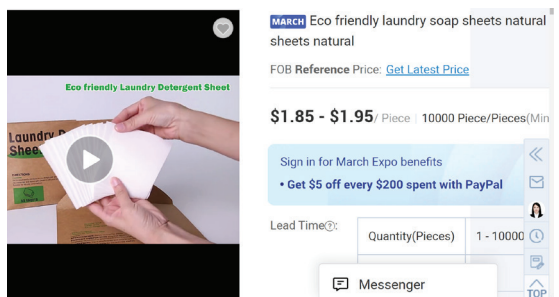 Eco friendly Laundry Detergent Sheet
Laundry
Shee
MARCH Eco friendly laundry soap sheets natural
sheets natural
FOB Reference Price: Get Latest Price
$1.85 - $1.95/ Piece | 10000 Piece/Pieces(Min
Sign in for March Expo benefits
• Get $5 off every $200 spent with PayPal
Lead Time?:
Quantity(Pieces) 1 - 10000
Messenger
TOP